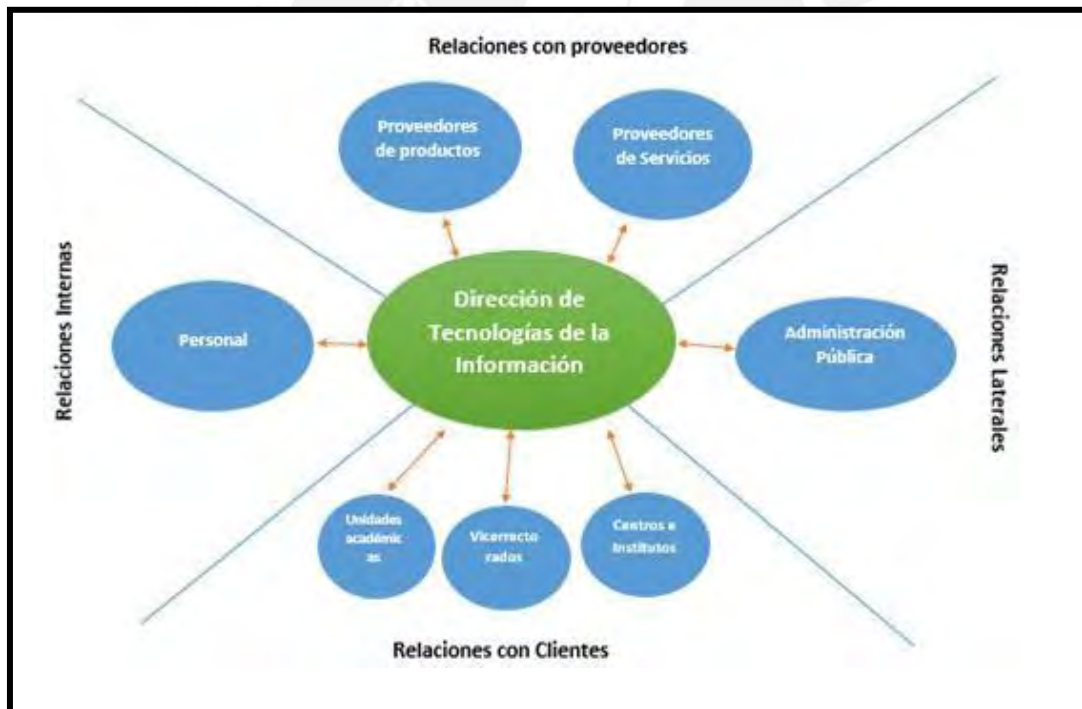 Relaciones con proveedores
Proveedores
de productos
Proveedores
de Servicios
Relaciones Internas
Personal
Dirección de
Tecnologías de la
Información
Administración
Pública
Relaciones Laterales
Unidades
académic
as
Vicerrecto
rados
Centros e
Institutos
Relaciones con Clientes